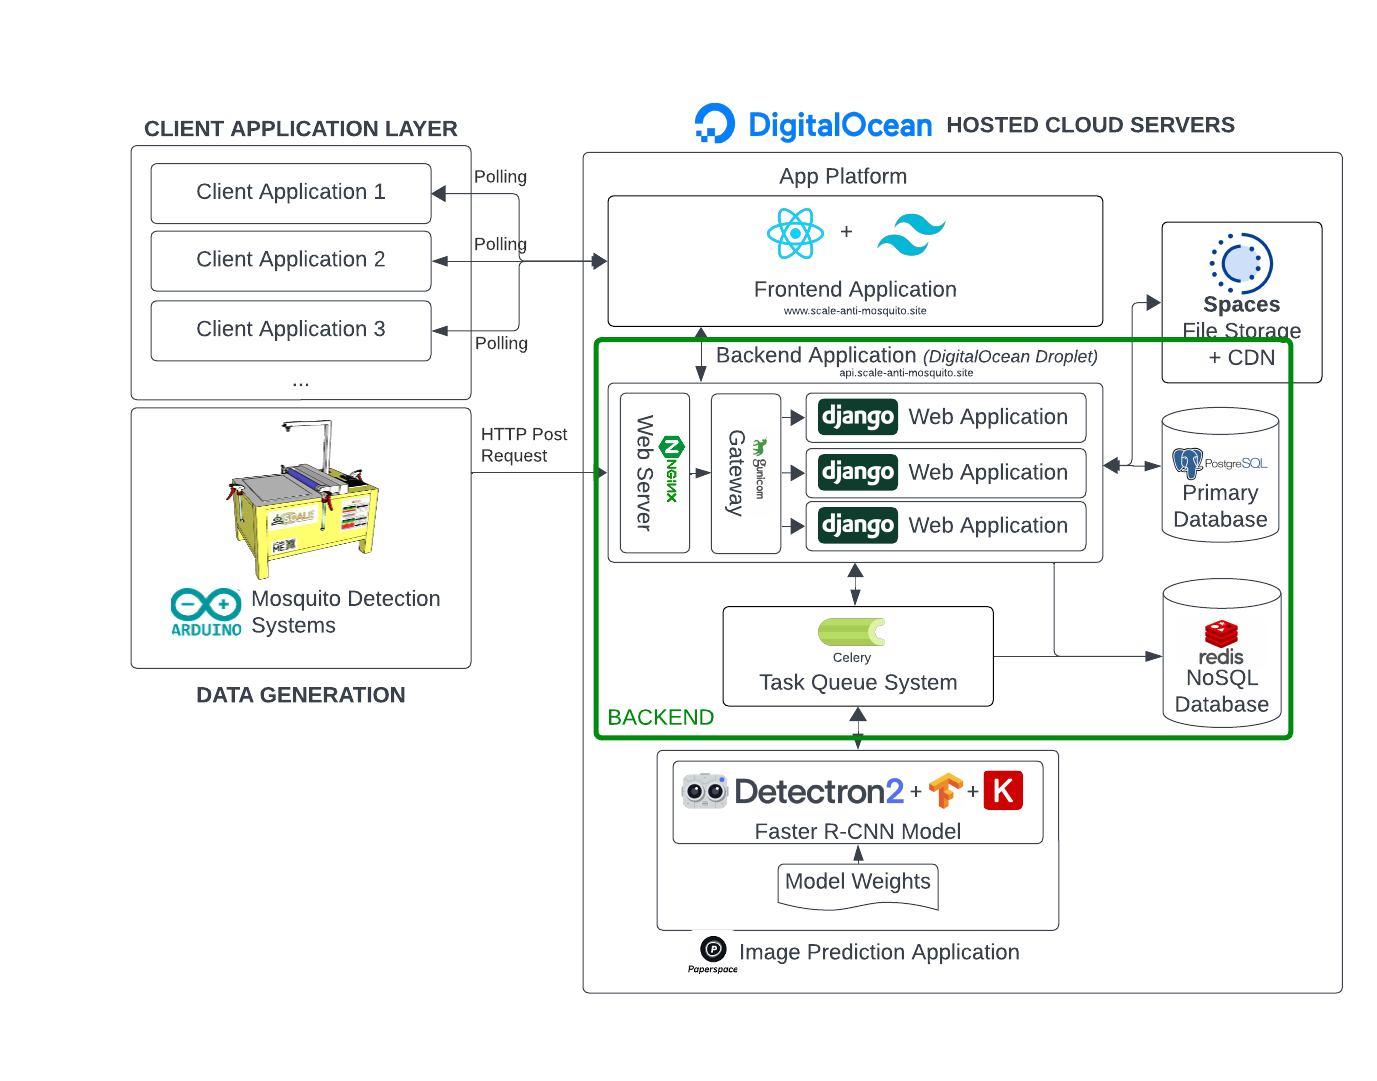 CLIENT APPLICATION LAYER
Client Application 1
Client Application 2
Client Application 3
...
Polling
Polling
Polling
HTTP Post
Request
SCALE
ME
ARDUINO
Mosquito Detection
Systems
DATA GENERATION
DigitalOcean HOSTED CLOUD SERVERS
App Platform
+
Frontend Application
www.scale-anti-mosquito.site
Backend Application (DigitalOcean Droplet)
api.scale-anti-mosquito.site
Web Server
NGINX
Gateway
gunicorn
django Web Application
django Web Application
django Web Application
Spaces
File Storage
+ CDN
PostgreSQL
Primary
Database
Celery
Task Queue System
redis
NoSQL
Database
BACKEND
Detectron2 + + K
Faster R-CNN Model
Model Weights
P
Paperspace
Image Prediction Application